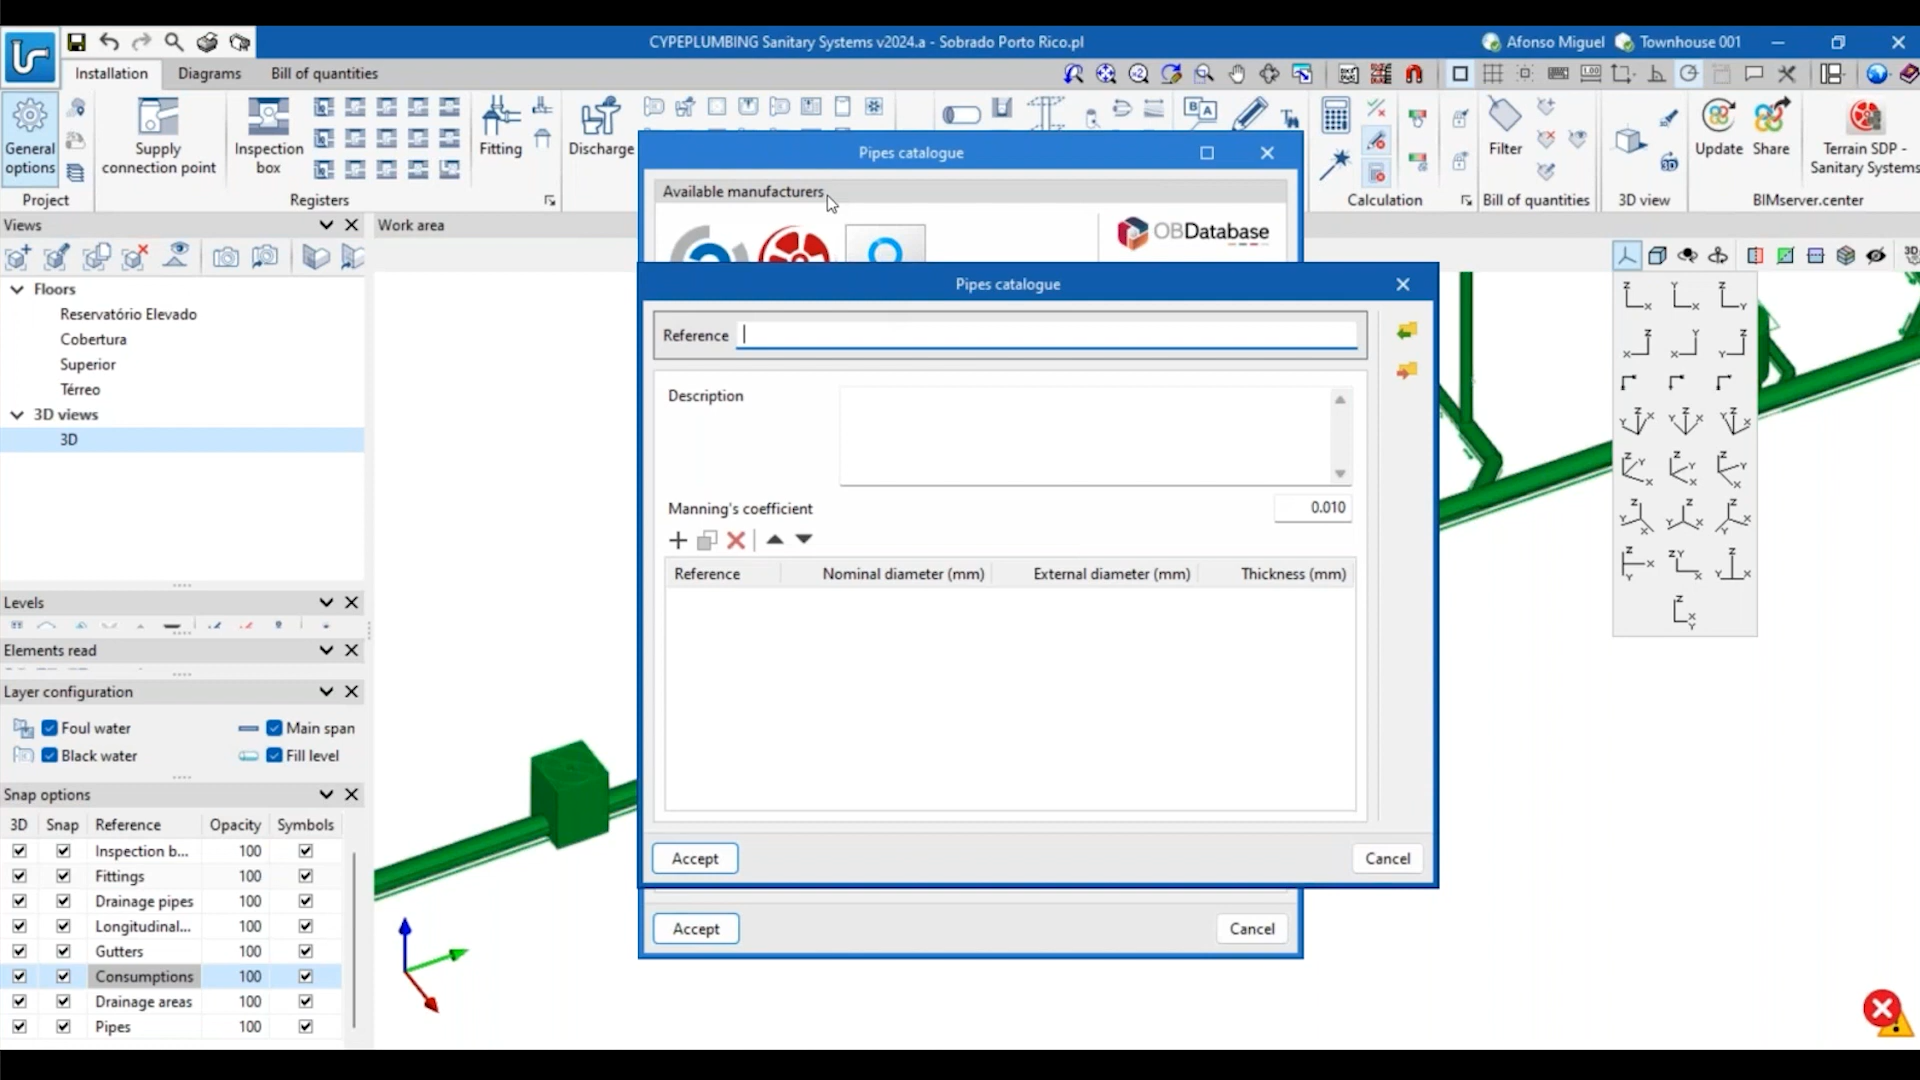 CYPEPLUMBING Sanitary Systems v2024.a - Sobrado Porto Rico.pl
Afonso Miguel
Townhouse 001
Installation
Diagrams
Bill of quantities
General options
Supply connection point
Inspection box
Fitting
Discharge
Filter
Update
Share
Terrain SDP - Sanitary Systems
Project
Registers
Calculation
Bill of quantities
3D view
BIMserver.center
Views
Work area
Floors
Reservatório Elevado
Cobertura
Superior
Térreo
3D views
3D
Levels
Elements read
Layer configuration
Foul water
Main span
Black water
Fill level
Snap options
3D Snap Reference Opacity Symbols
Inspection b... 100
Fittings 100
Drainage pipes 100
Longitudinal... 100
Gutters 100
Consumptions 100
Drainage areas 100
Pipes 100
Pipes catalogue
Available manufacturers
OBDatabase
Pipes catalogue
Reference
Description
Manning's coefficient 0.010
Reference Nominal diameter (mm) External diameter (mm) Thickness (mm)
Accept Cancel
Accept Cancel